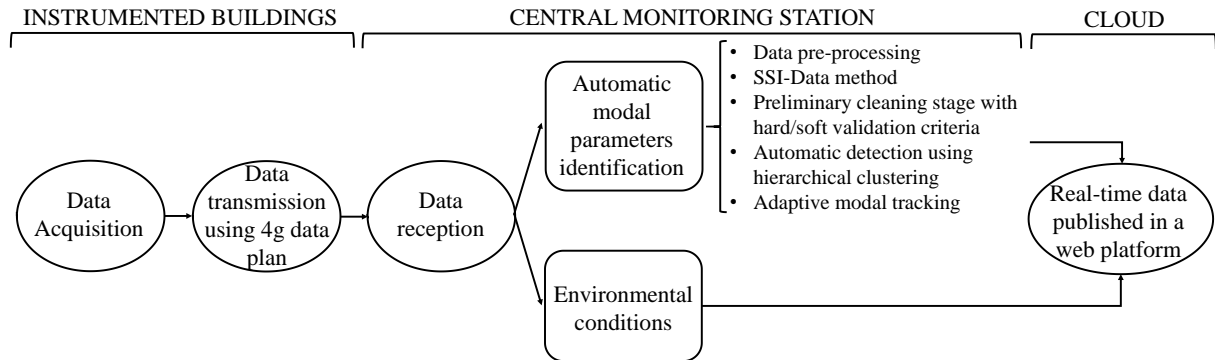 INSTRUMENTED BUILDINGS
CENTRAL MONITORING STATION
CLOUD
Data
Acquisition
Data
transmission
using 4g data
plan
Data
reception
Automatic
modal
parameters
identification
• Data pre-processing
• SSI-Data method
• Preliminary cleaning stage with
hard/soft validation criteria
• Automatic detection using
hierarchical clustering
• Adaptive modal tracking
Environmental
conditions
Real-time data
published in a
web platform